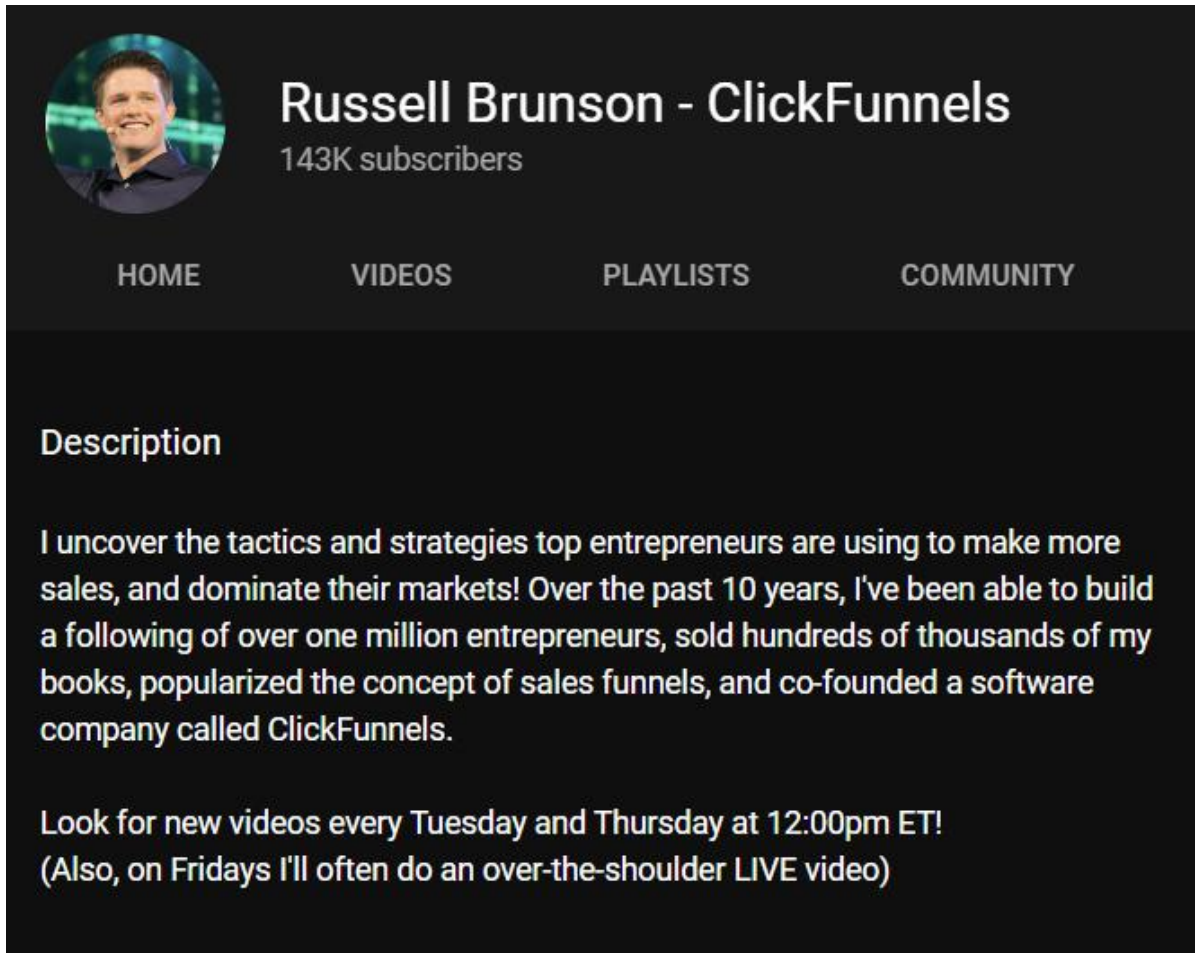 Russell Brunson - ClickFunnels
143K subscribers
HOME VIDEOS PLAYLISTS COMMUNITY
Description
I uncover the tactics and strategies top entrepreneurs are using to make more
sales, and dominate their markets! Over the past 10 years, I've been able to build
a following of over one million entrepreneurs, sold hundreds of thousands of my
books, popularized the concept of sales funnels, and co-founded a software
company called ClickFunnels.
Look for new videos every Tuesday and Thursday at 12:00pm ET!
(Also, on Fridays I'll often do an over-the-shoulder LIVE video)